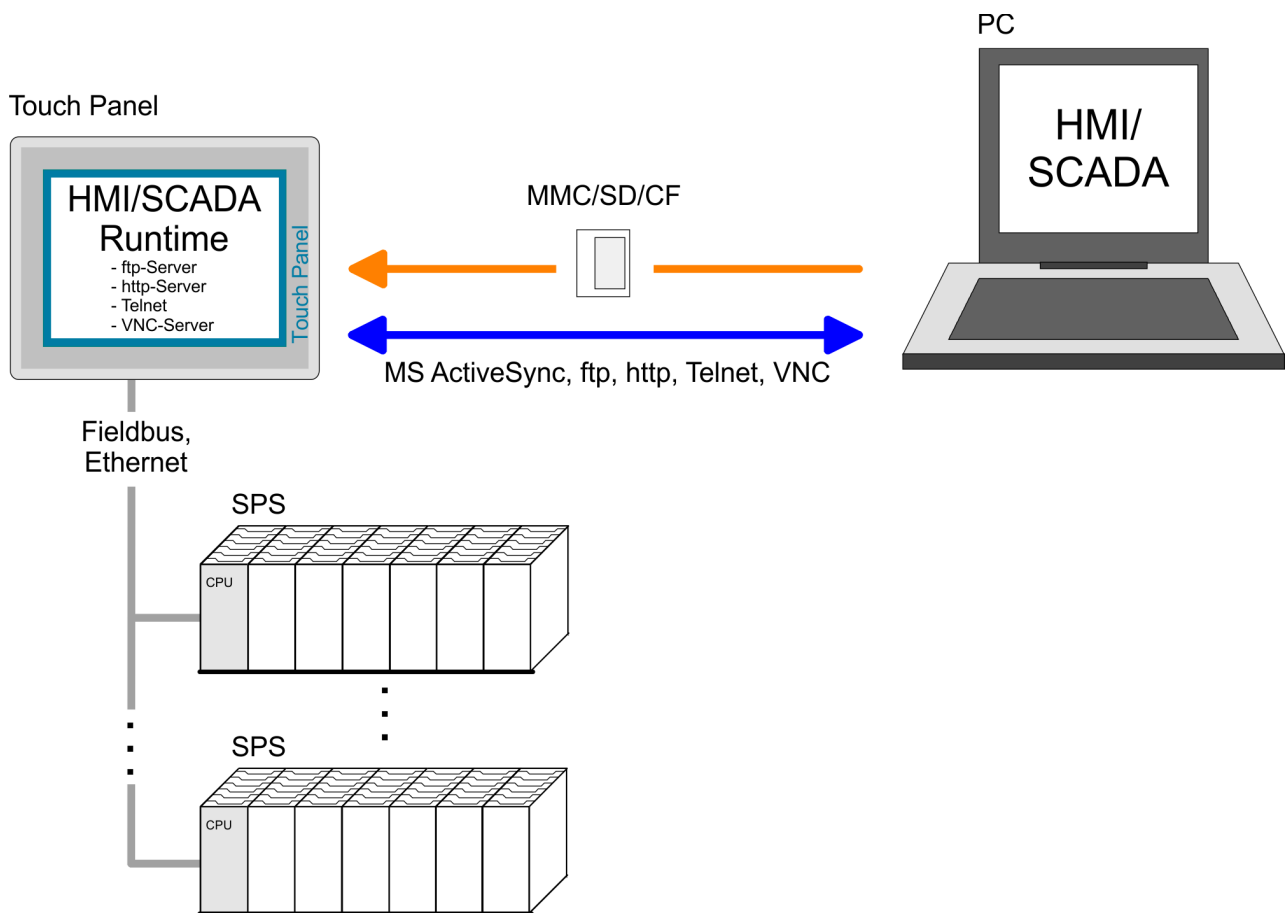 PC
Touch Panel
HMI/SCADA
Runtime
- ftp-Server
- http-Server
- Telnet
- VNC-Server
Touch Panel
MMC/SD/CF
HMI/
SCADA
MS ActiveSync, ftp, http, Telnet, VNC
Fieldbus,
Ethernet
SPS
CPU
SPS
CPU